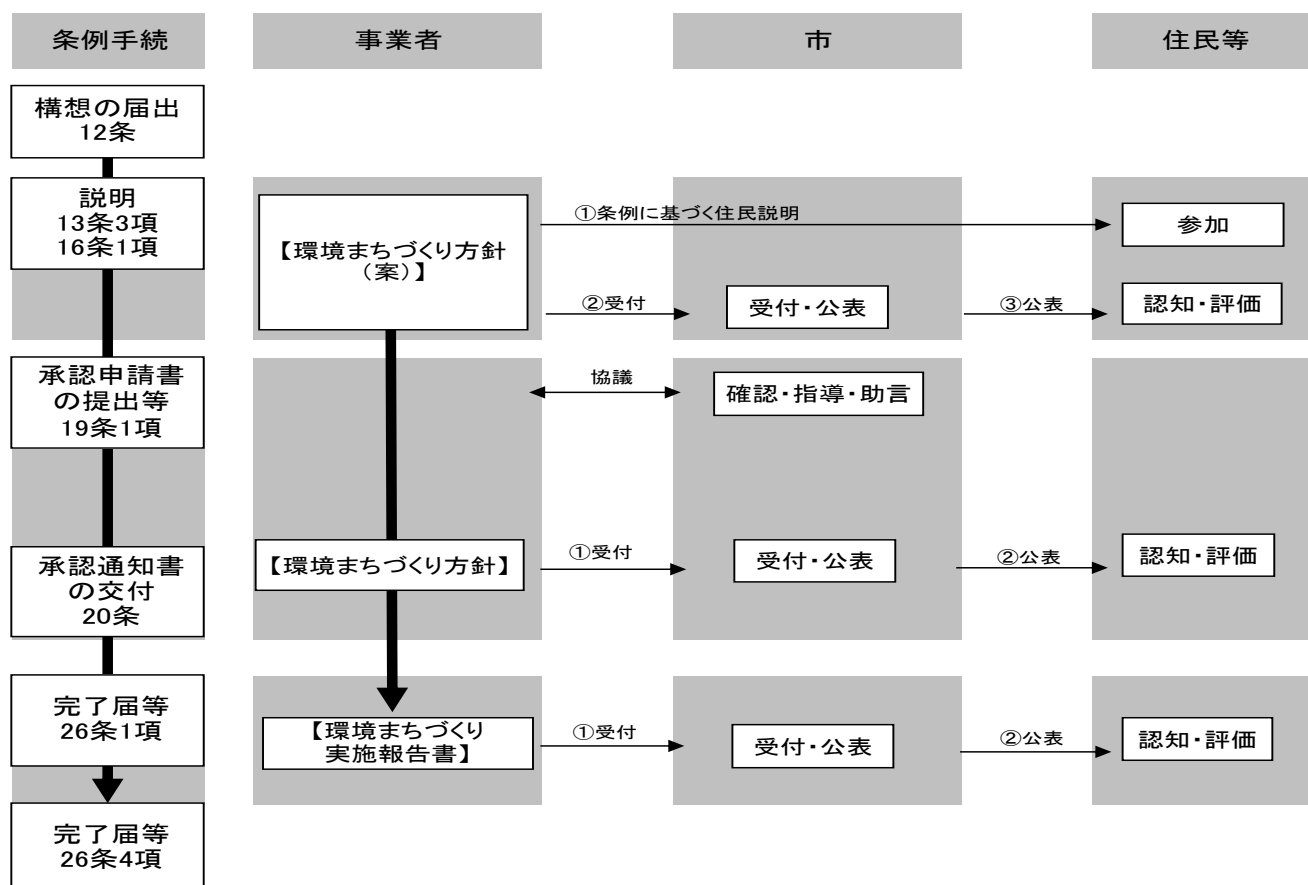 条例手続
事業者
市
住民等
構想の届出
12条
説明
13条3項
16条1項
【環境まちづくり方針
（案）】
①条例に基づく住民説明
参加
②受付
受付・公表
③公表
認知・評価
承認申請書
の提出等
19条1項
協議
確認・指導・助言
承認通知書
の交付
20条
【環境まちづくり方針】
①受付
受付・公表
②公表
認知・評価
完了届等
26条1項
【環境まちづくり
実施報告書】
①受付
受付・公表
②公表
認知・評価
完了届等
26条4項